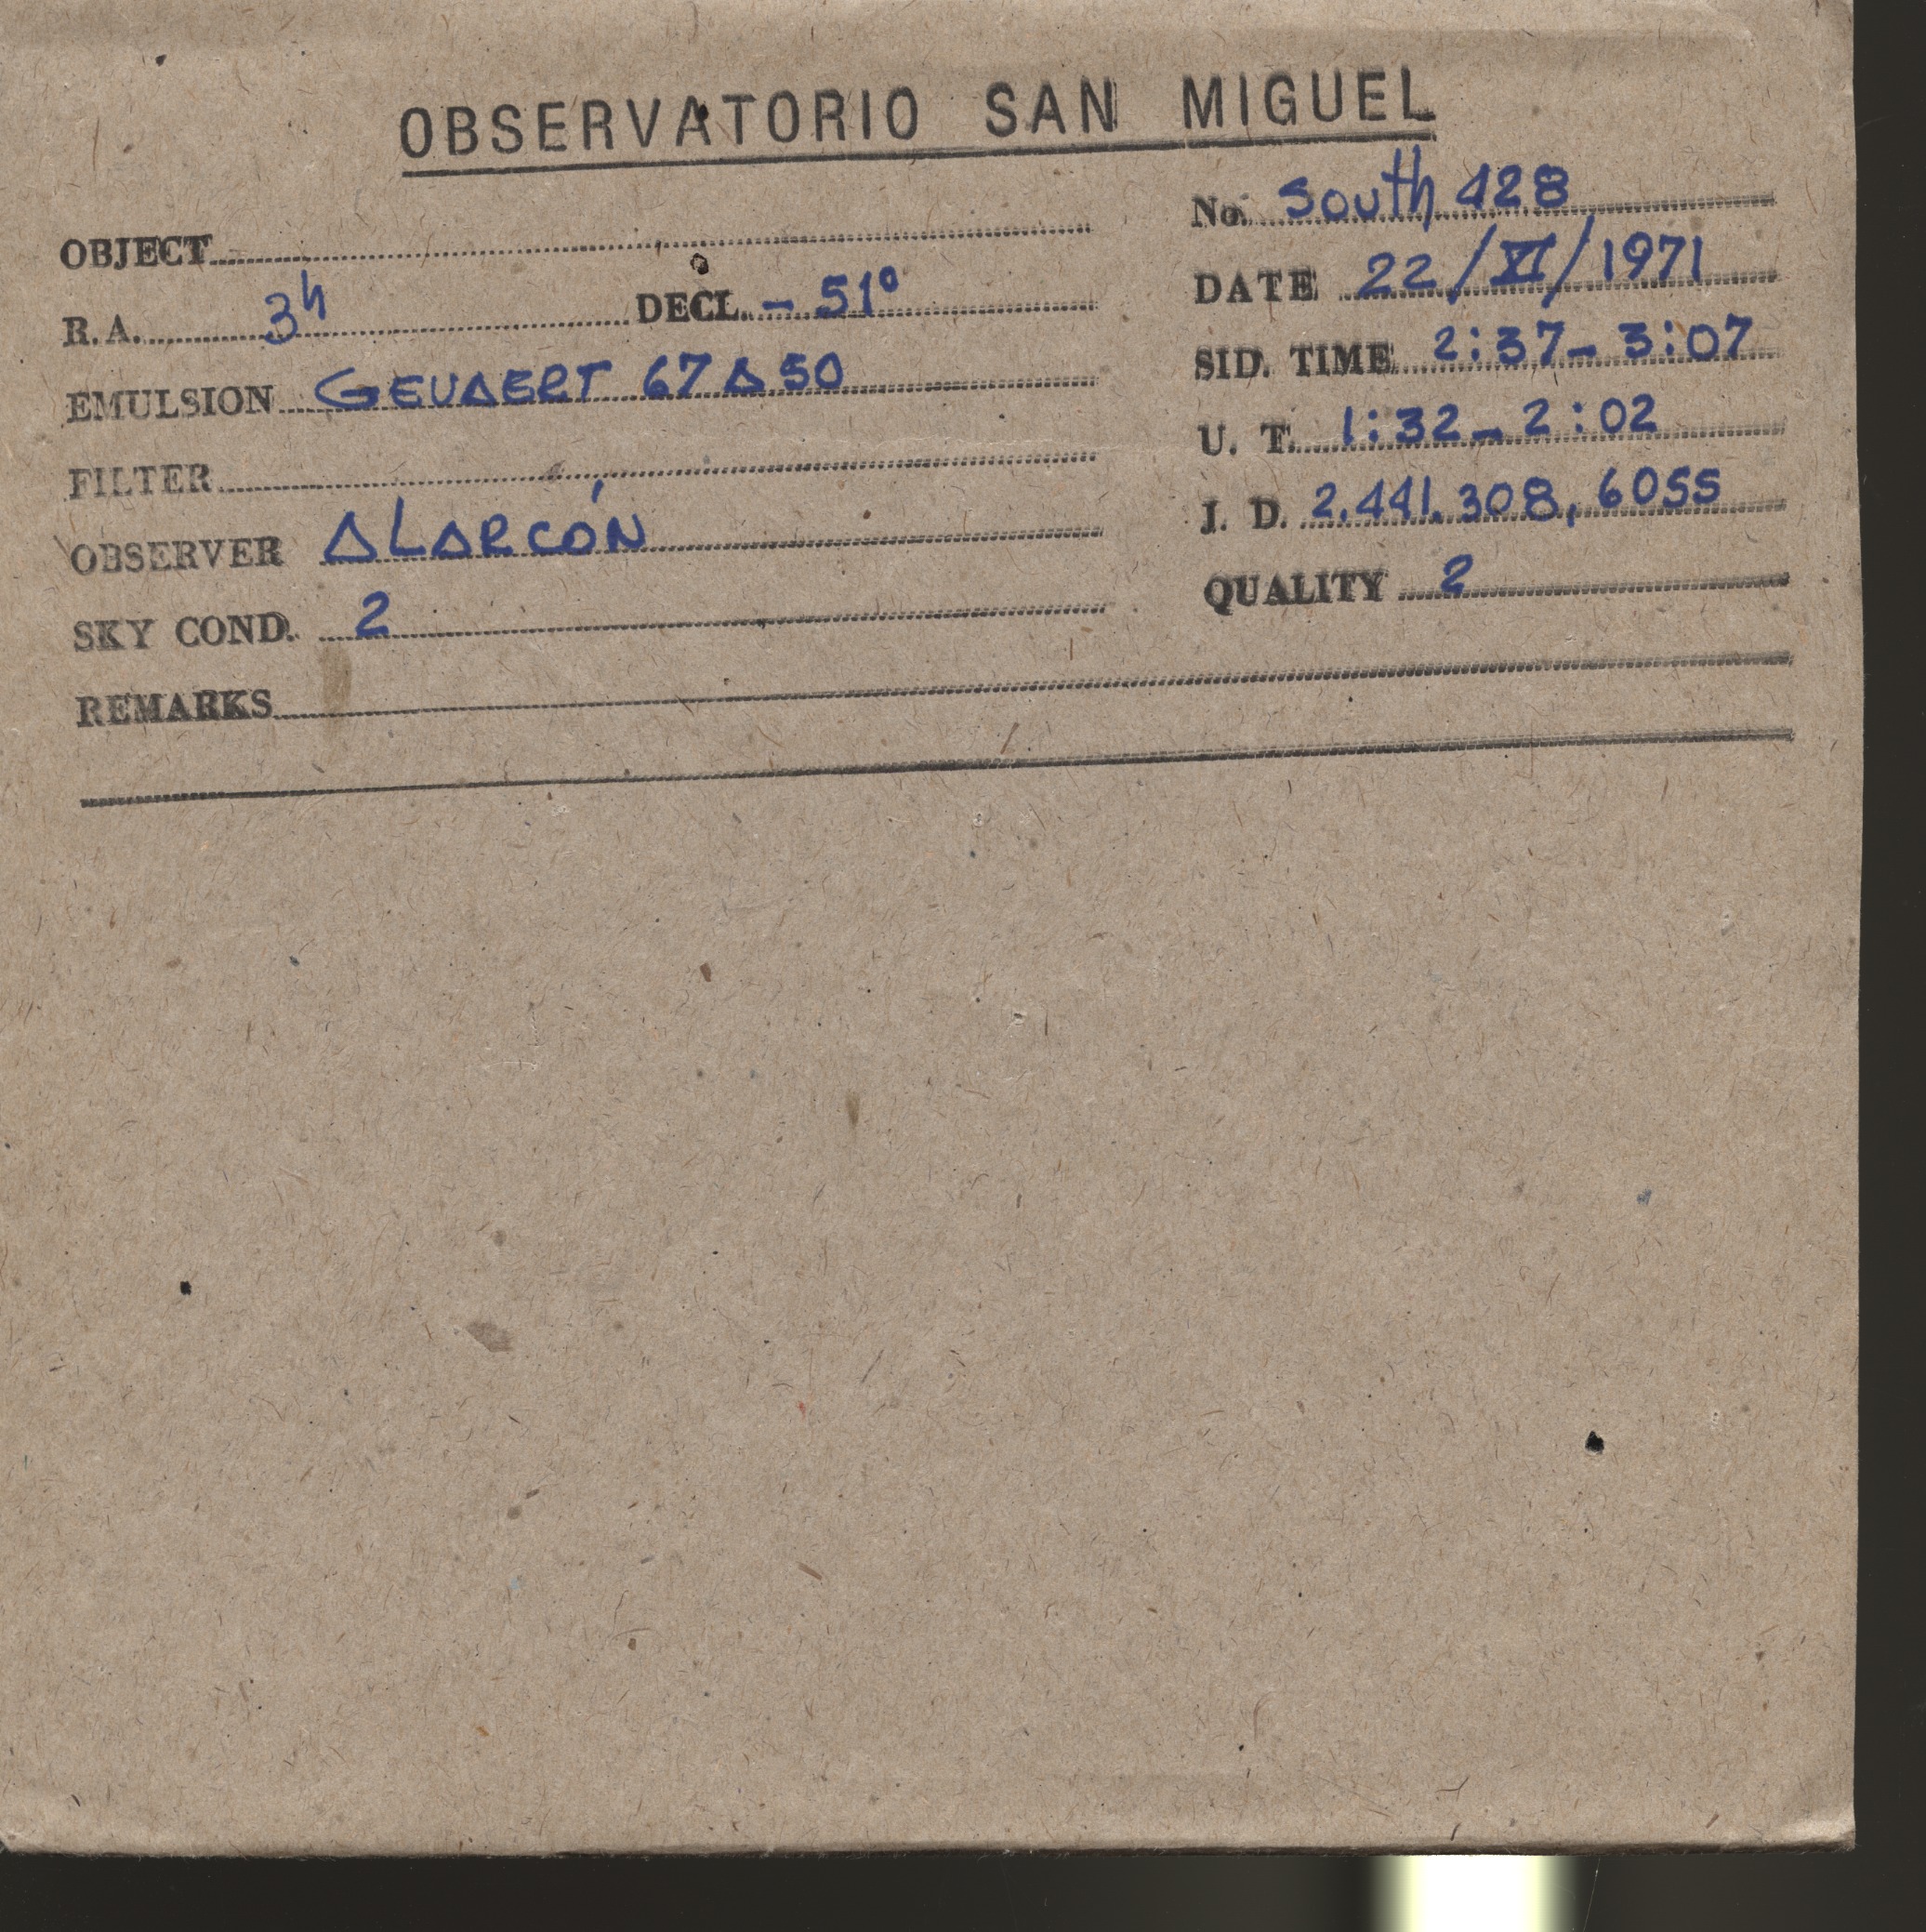 OBSERVATORIO SAN MIGUEL
No. South 428
OBJECT
DATE 22/XI/1971
R.A. 3h DECL. - 51°
SID. TIME 2:37 - 3:07
EMULSION GEVAERT 67A50
U. T. 1:32 - 2:02
FILTER
J. D. 2.441.308,6055
OBSERVER ALARCÓN
QUALITY 2
SKY COND. 2
REMARKS